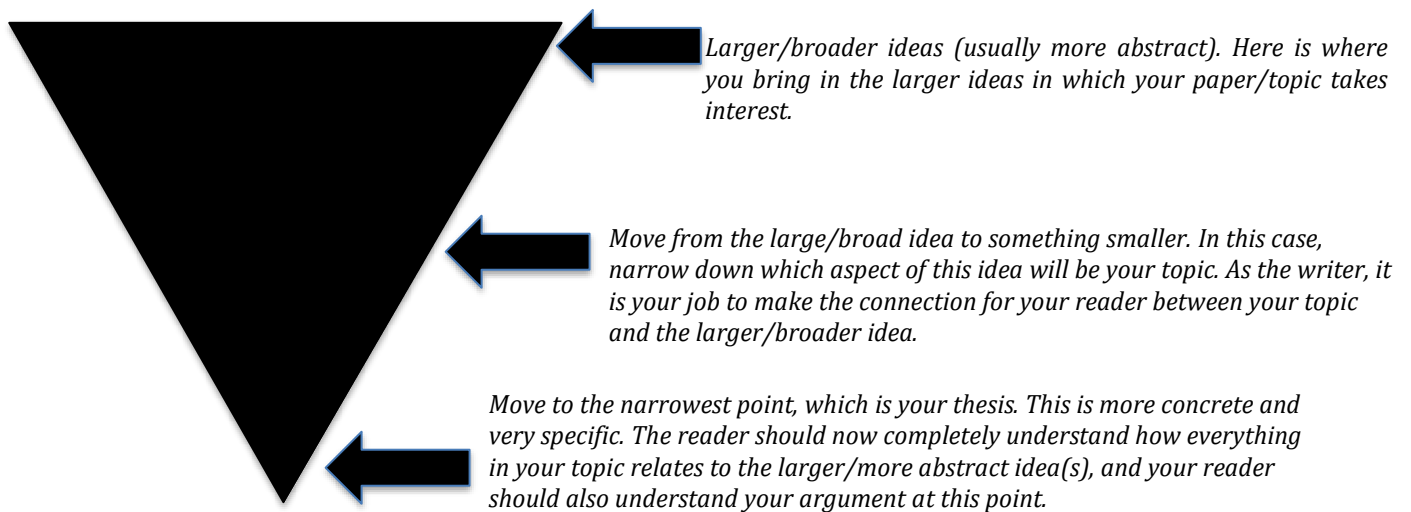 Larger/broader ideas (usually more abstract). Here is where
you bring in the larger ideas in which your paper/topic takes
interest.
Move from the large/broad idea to something smaller. In this case,
narrow down which aspect of this idea will be your topic. As the writer, it
is your job to make the connection for your reader between your topic
and the larger/broader idea.
Move to the narrowest point, which is your thesis. This is more concrete and
very specific. The reader should now completely understand how everything
in your topic relates to the larger/more abstract idea(s), and your reader
should also understand your argument at this point.